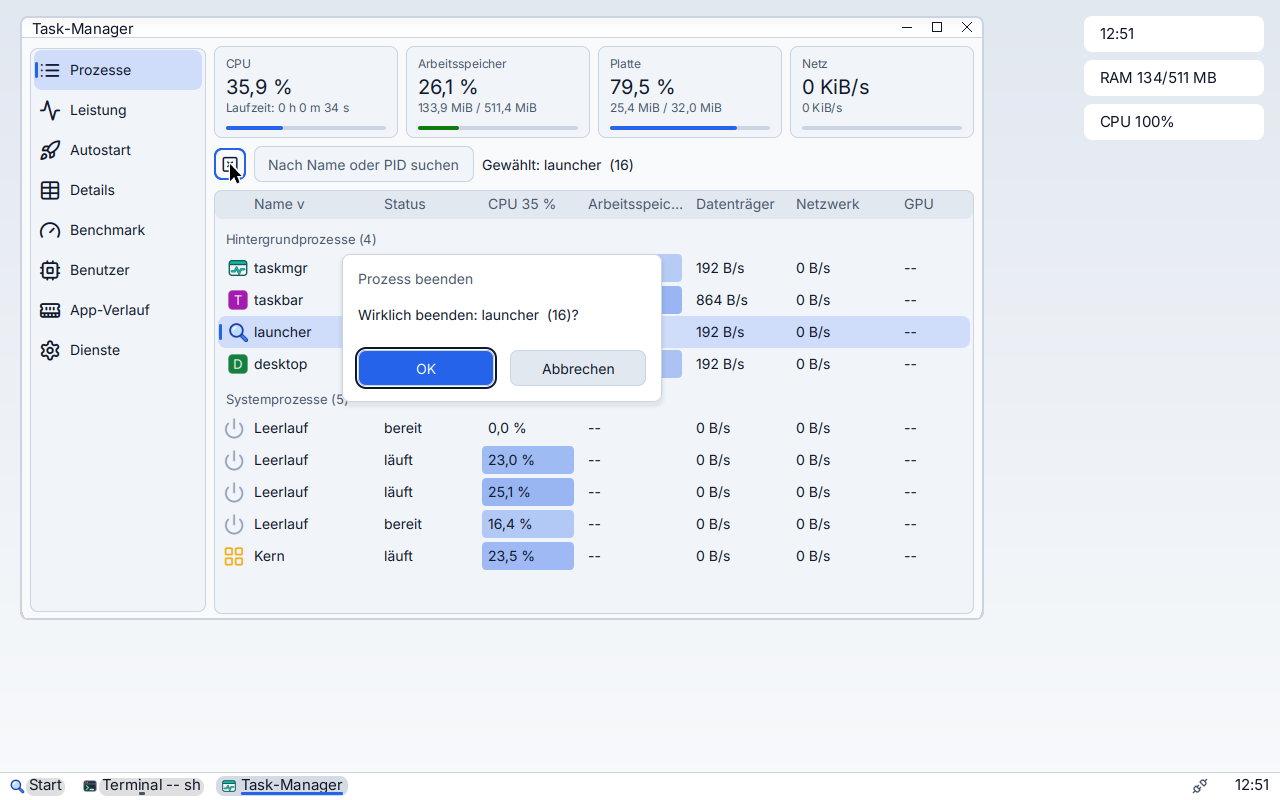 Task-Manager
12:51
RAM 134/511 MB
CPU 100%
Prozesse
Leistung
Autostart
Details
Benchmark
Benutzer
App-Verlauf
Dienste
CPU
35,9 %
Laufzeit: 0 h 0 m 34 s
Arbeitsspeicher
26,1 %
133,9 MiB / 511,4 MiB
Platte
79,5 %
25,4 MiB / 32,0 MiB
Netz
0 KiB/s
0 KiB/s
Nach Name oder PID suchen Gewählt: launcher (16)
Name v Status CPU 35 % Arbeitsspeic... Datenträger Netzwerk GPU
Hintergrundprozesse (4)
taskmgr 192 B/s 0 B/s --
T taskbar 864 B/s 0 B/s --
launcher 192 B/s 0 B/s --
D desktop 192 B/s 0 B/s --
Prozess beenden
Wirklich beenden: launcher (16)?
OK Abbrechen
Systemprozesse (5)
Leerlauf bereit 0,0 % -- 0 B/s 0 B/s --
Leerlauf läuft 23,0 % -- 0 B/s 0 B/s --
Leerlauf läuft 25,1 % -- 0 B/s 0 B/s --
Leerlauf bereit 16,4 % -- 0 B/s 0 B/s --
Kern läuft 23,5 % -- 0 B/s 0 B/s --
Start Terminal -- sh Task-Manager 12:51